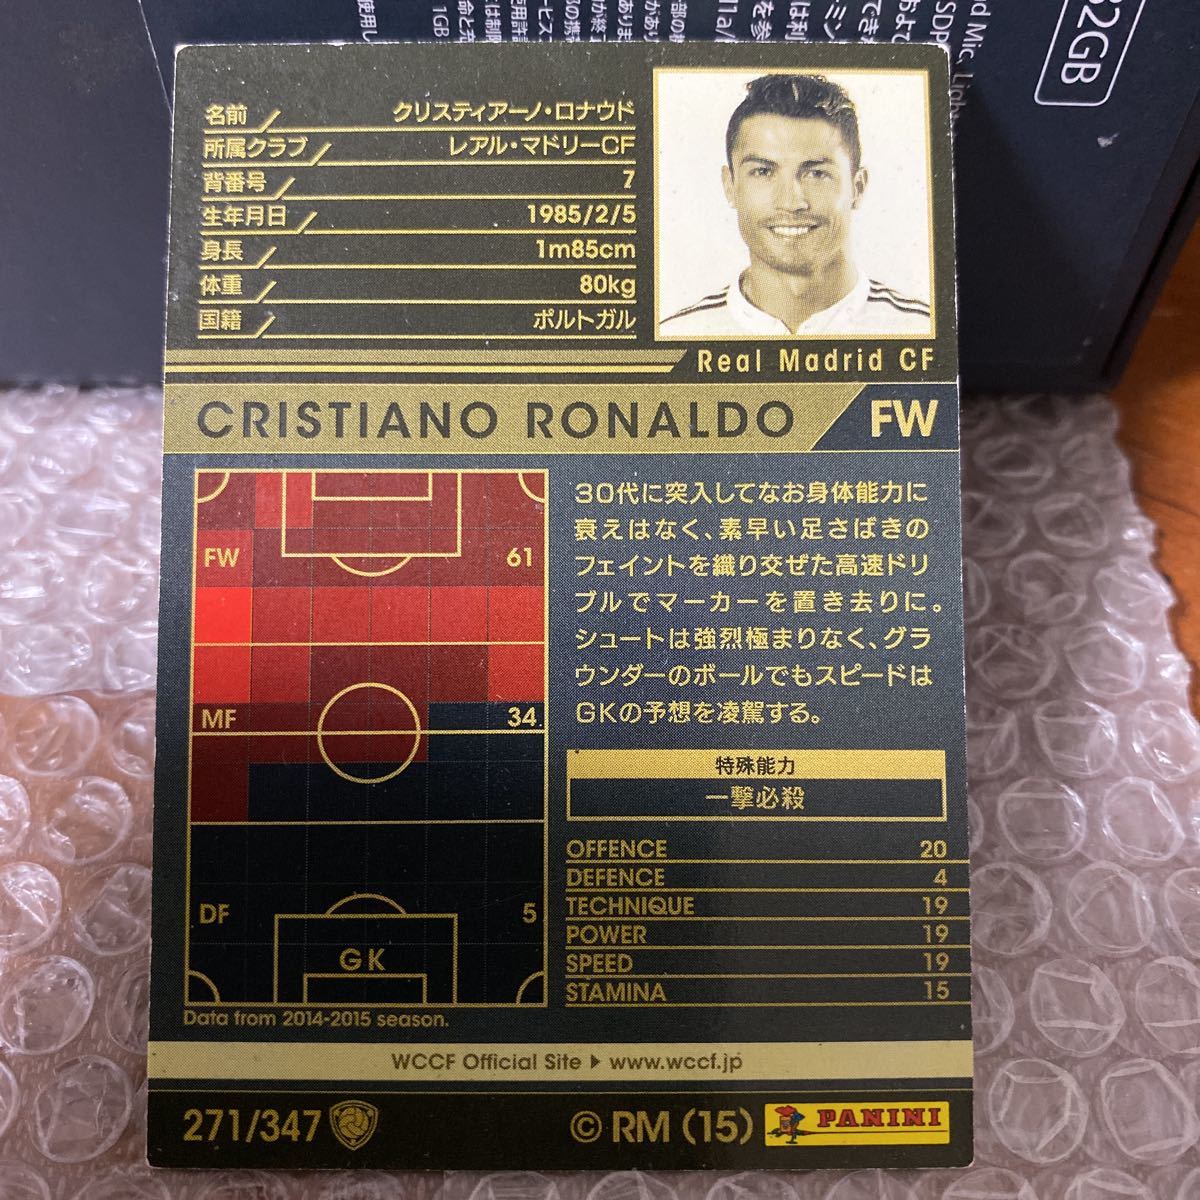 32GB
名前 クリスティアーノ・ロナウド
所属クラブ レアル・マドリーCF
背番号 7
生年月日 1985/2/5
身長 1m85cm
体重 80kg
国籍 ポルトガル
Real Madrid CF
CRISTIANO RONALDO FW
FW 61
MF 34
DF 5
GK
Data from 2014-2015 season.
30代に突入してなお身体能力に
衰えはなく、素早い足さばきの
フェイントを織り交ぜた高速ドリ
ブルでマーカーを置き去りに。
シュートは強烈極まりなく、グラ
ウンダーのボールでもスピードは
GKの予想を凌駕する。
特殊能力
一撃必殺
OFFENCE 20
DEFENCE 4
TECHNIQUE 19
POWER 19
SPEED 19
STAMINA 15
WCCF Official Site ▶ www.wccf.jp
271/347
© RM (15) PANINI